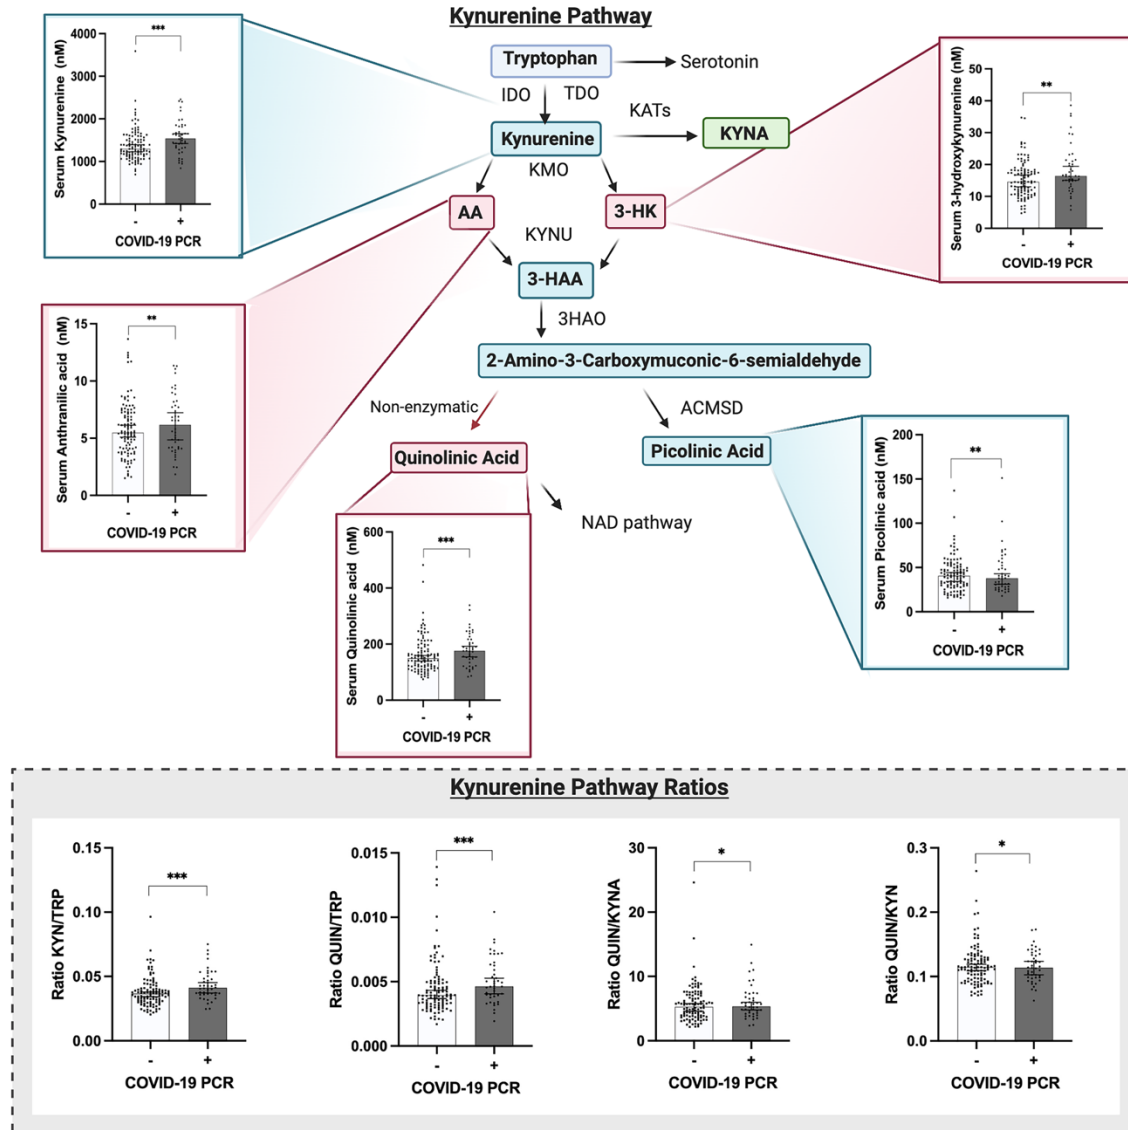 Kynurenine Pathway
Tryptophan
Serotonin
IDO
TDO
Kynurenine
KATs
KYNA
KMO
AA
3-HK
KYNU
3-HAA
3HAO
2-Amino-3-Carboxymuconic-6-semialdehyde
Non-enzymatic
ACMSD
Quinolinic Acid
Picolinic Acid
NAD pathway
Serum Kynurenine (nM)
4000
3000
2000
1000
0
***
- +
COVID-19 PCR
Serum 3-hydroxykynurenine (nM)
50
40
30
20
10
0
**
- +
COVID-19 PCR
Serum Anthranilic acid (nM)
15
10
5
0
**
- +
COVID-19 PCR
Serum Quinolinic acid (nM)
600
400
200
0
***
- +
COVID-19 PCR
Serum Picolinic acid (nM)
200
150
100
50
0
**
- +
COVID-19 PCR
Kynurenine Pathway Ratios
Ratio KYN/TRP
0.15
0.10
0.05
0.00
***
- +
COVID-19 PCR
Ratio QUIN/TRP
0.015
0.010
0.005
0.000
***
- +
COVID-19 PCR
Ratio QUIN/KYNA
30
20
10
0
*
- +
COVID-19 PCR
Ratio QUIN/KYN
0.3
0.2
0.1
0.0
*
- +
COVID-19 PCR